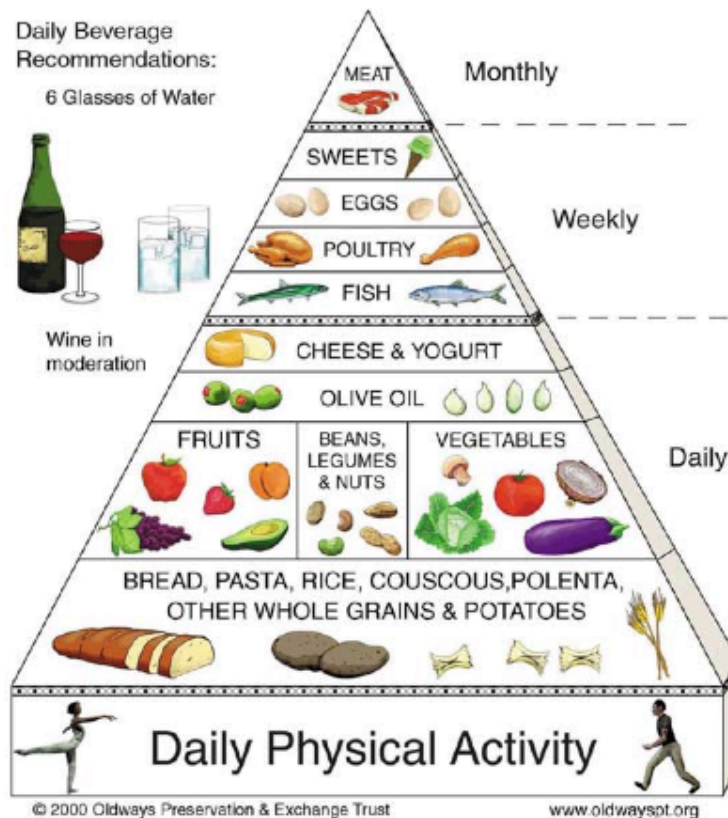 Daily Beverage
Recommendations:
6 Glasses of Water
Wine in
moderation
MEAT
Monthly
SWEETS
EGGS
POULTRY
FISH
Weekly
CHEESE & YOGURT
OLIVE OIL
FRUITS
BEANS,
LEGUMES
& NUTS
VEGETABLES
Daily
BREAD, PASTA, RICE, COUSCOUS,POLENTA,
OTHER WHOLE GRAINS & POTATOES
Daily Physical Activity
© 2000 Oldways Preservation & Exchange Trust
www.oldwayspt.org